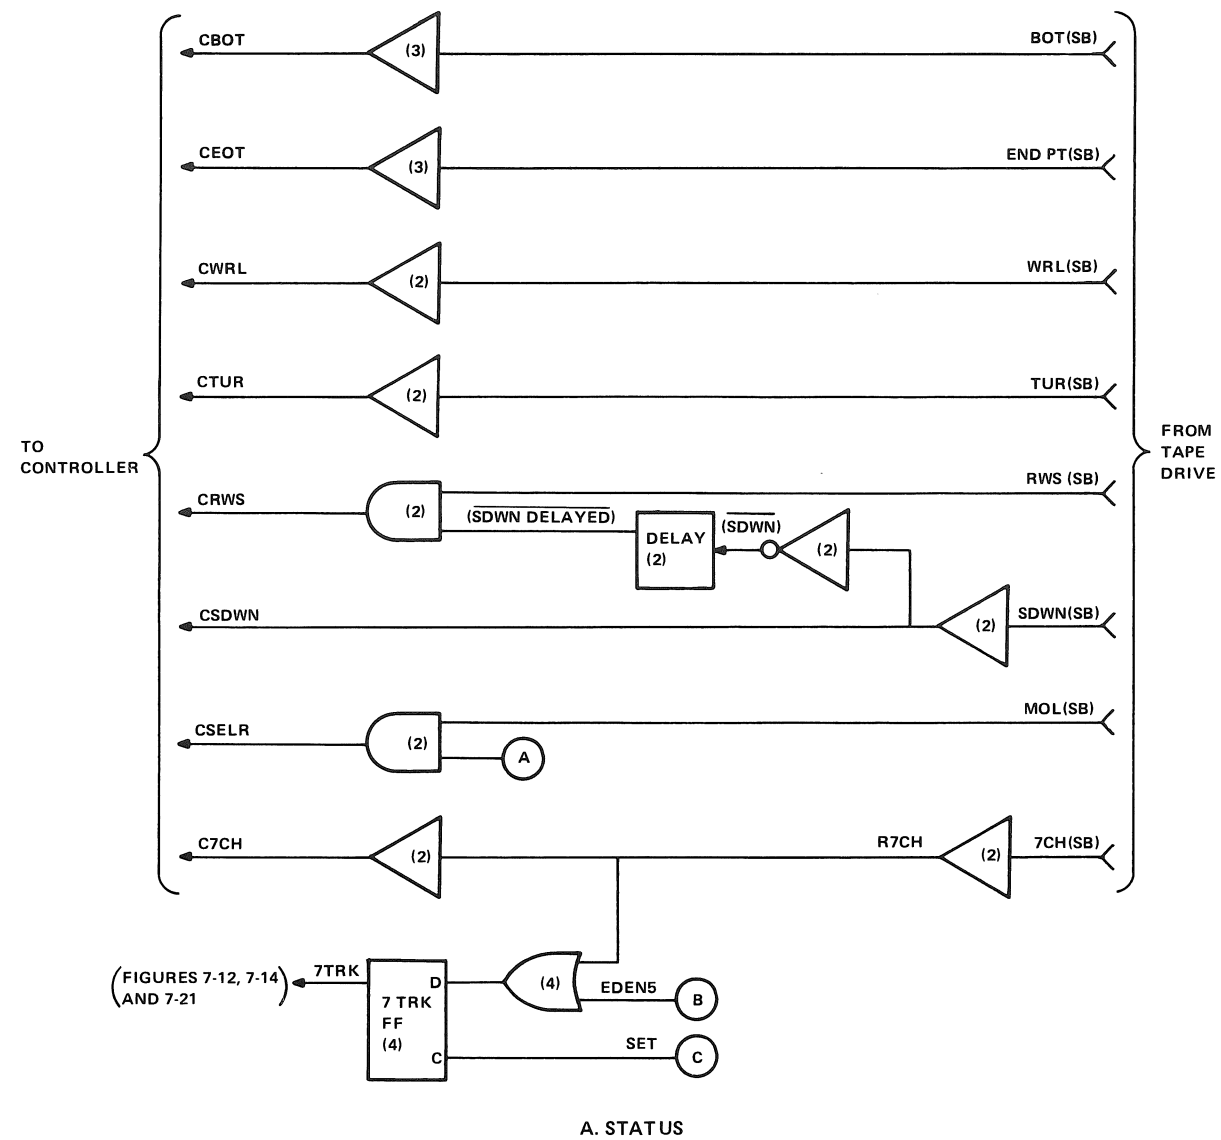 CBOT (3) BOT(SB)
CEOT (3) END PT(SB)
CWRL (2) WRL(SB)
CTUR (2) TUR(SB)
TO
CONTROLLER
FROM
TAPE
DRIVE
CRWS (2) RWS (SB)
(SDWN DELAYED) DELAY
(2)
(SDWN) (2)
CSDWN (2) SDWN(SB)
CSELR (2) MOL(SB)
A
C7CH (2) R7CH (2) 7CH(SB)
(FIGURES 7-12, 7-14
AND 7-21)
7TRK
D
7 TRK
FF
(4)
C
(4)
EDEN5 B
SET C
A. STATUS